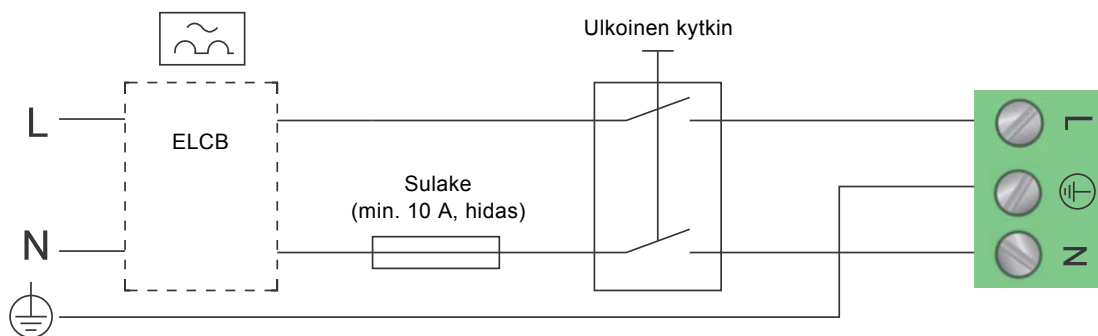 Ulkoinen kytkin
L
ELCB
Sulake
(min. 10 A, hidas)
N
L
N